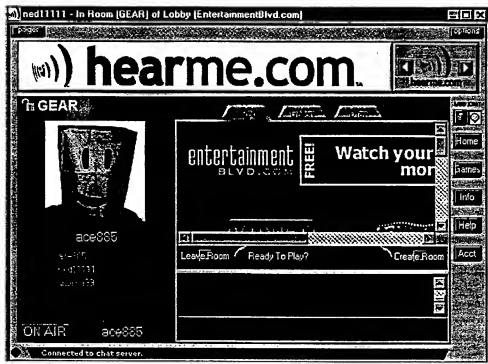 ned11111 - In Room [GEAR] of Lobby [EntertainmentBlvd.com]
pager
options
hearme.com
GEAR
entertainment
BLVD.COM
FREE!
Watch your
mor
Home
Games
Info
Help
Acct
ace885
ned11111
Leave Room
Ready To Play?
Create Room
ON AIR
ace885
Connected to chat server.